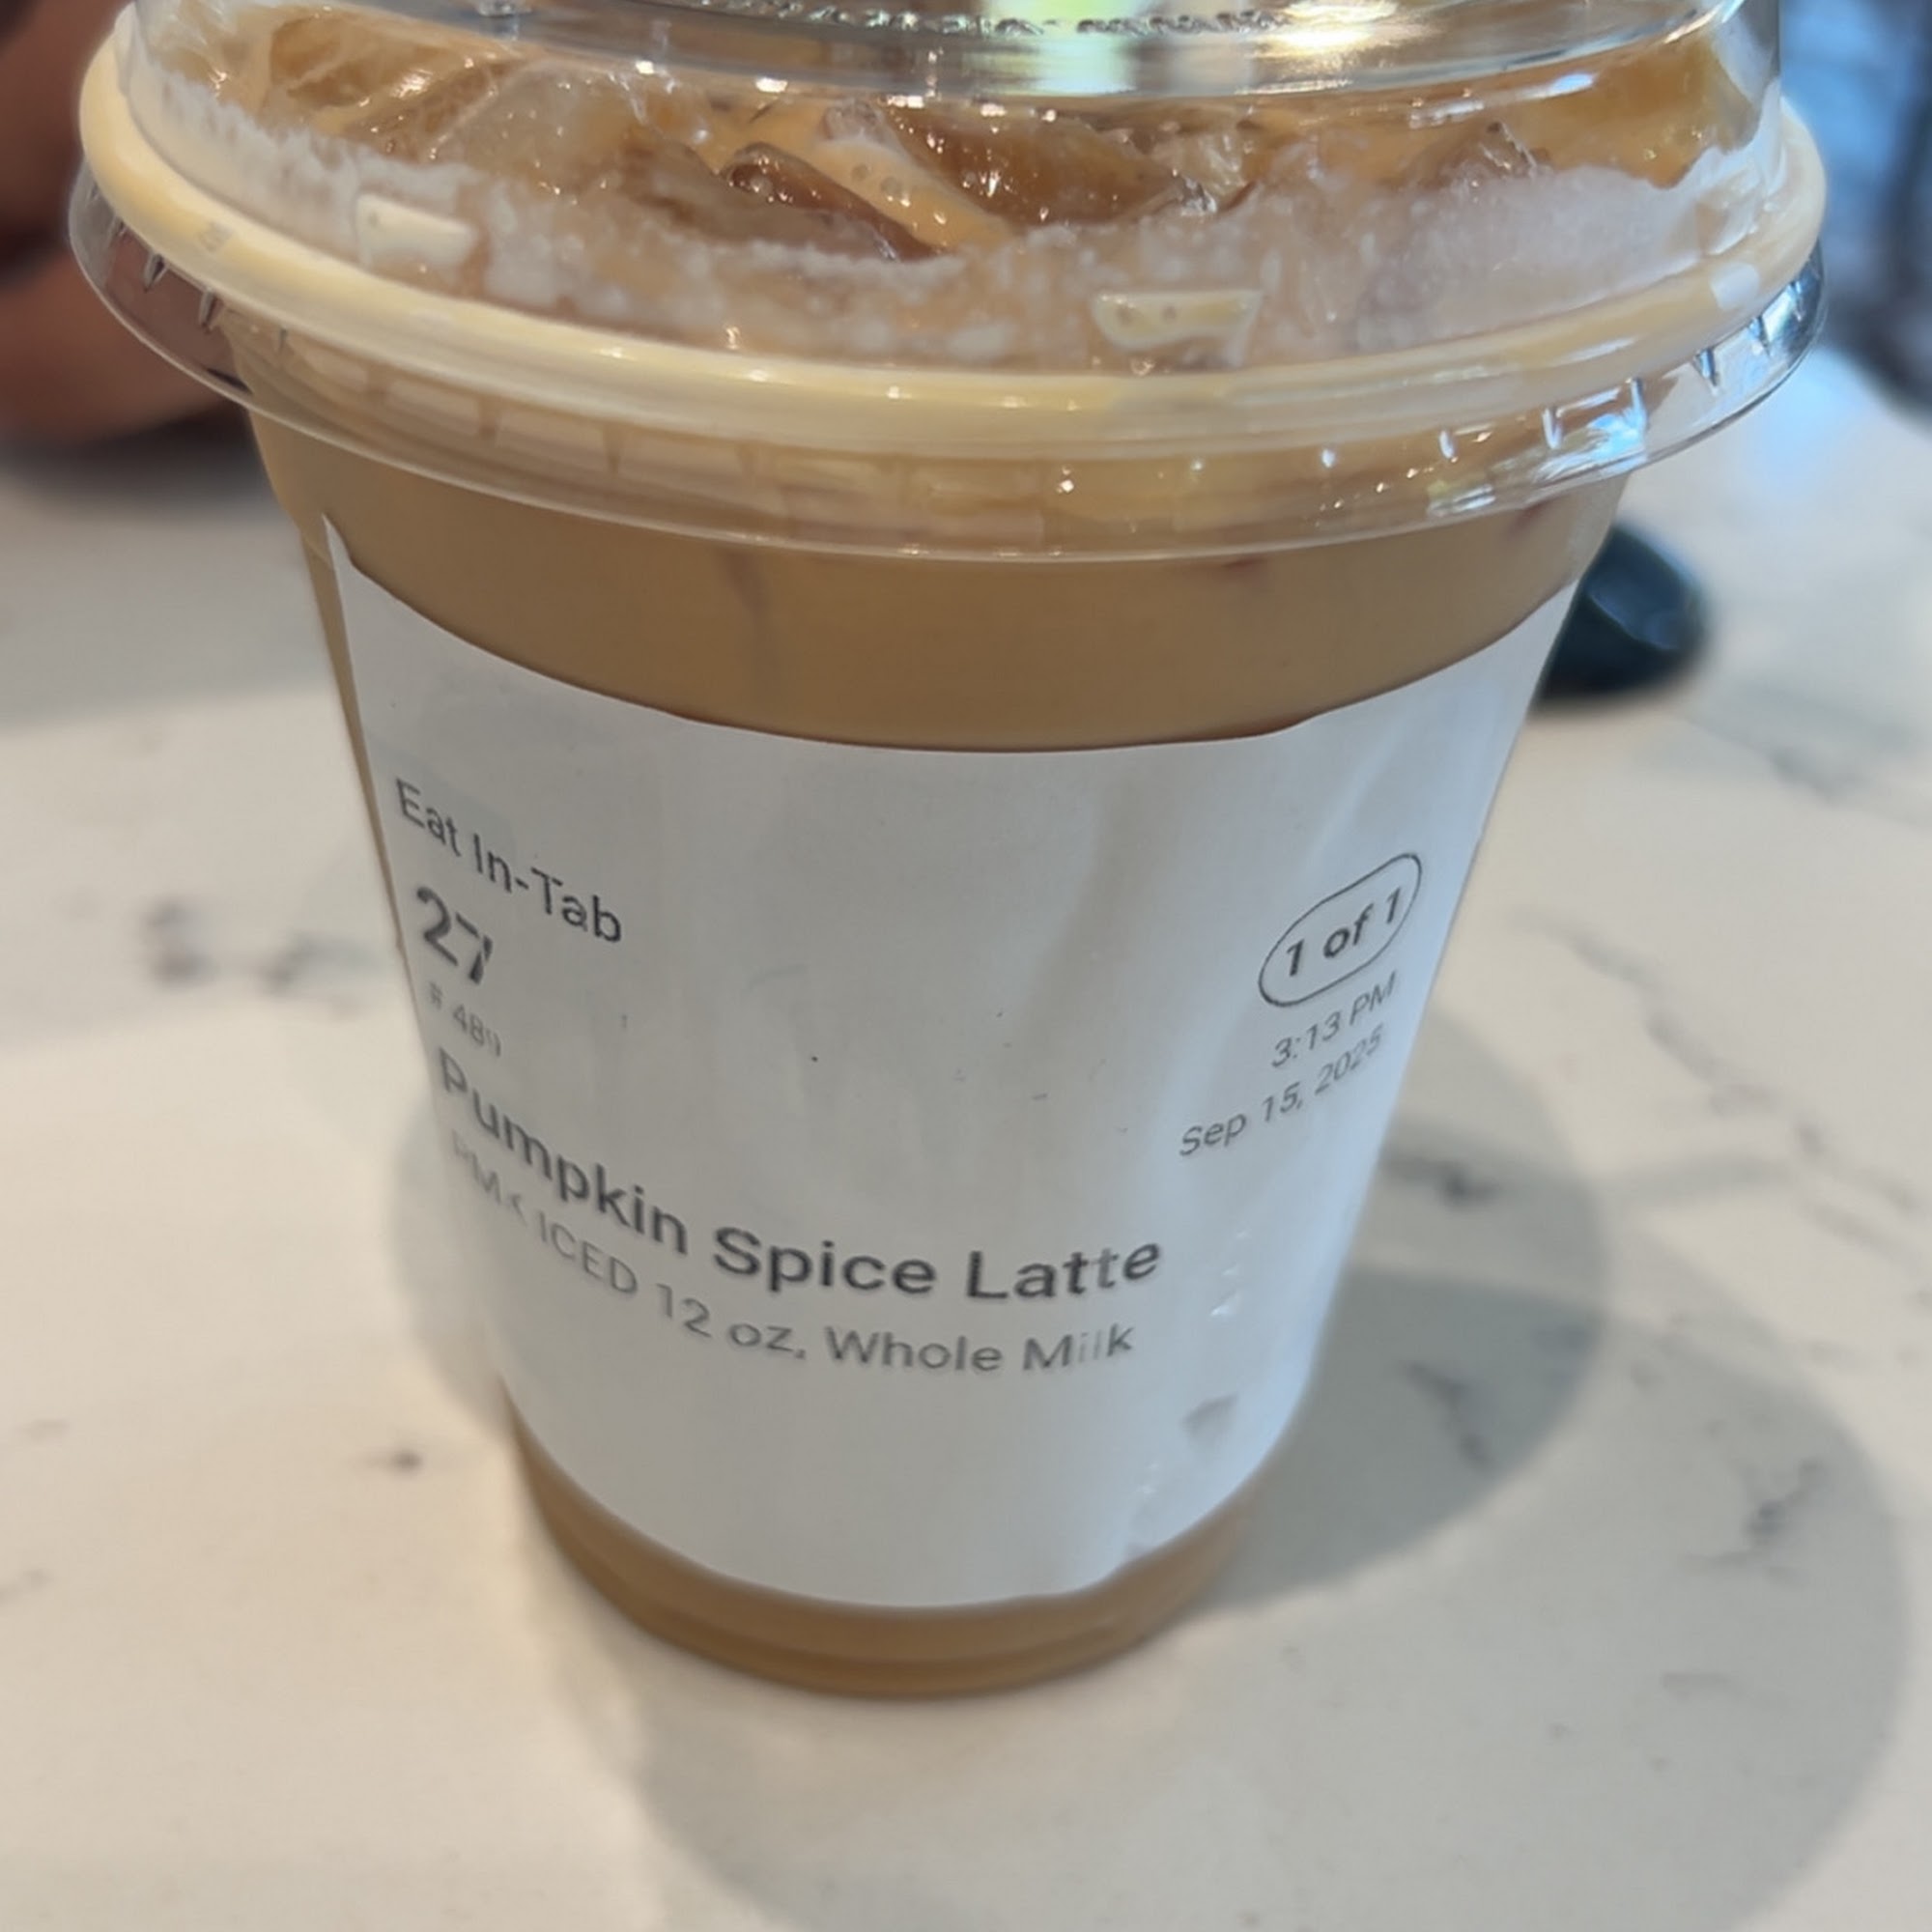 Eat In-Tab
27
1 of 1
3:13 PM
Sep 15, 2025
Pumpkin Spice Latte
ICED 12 oz, Whole Milk